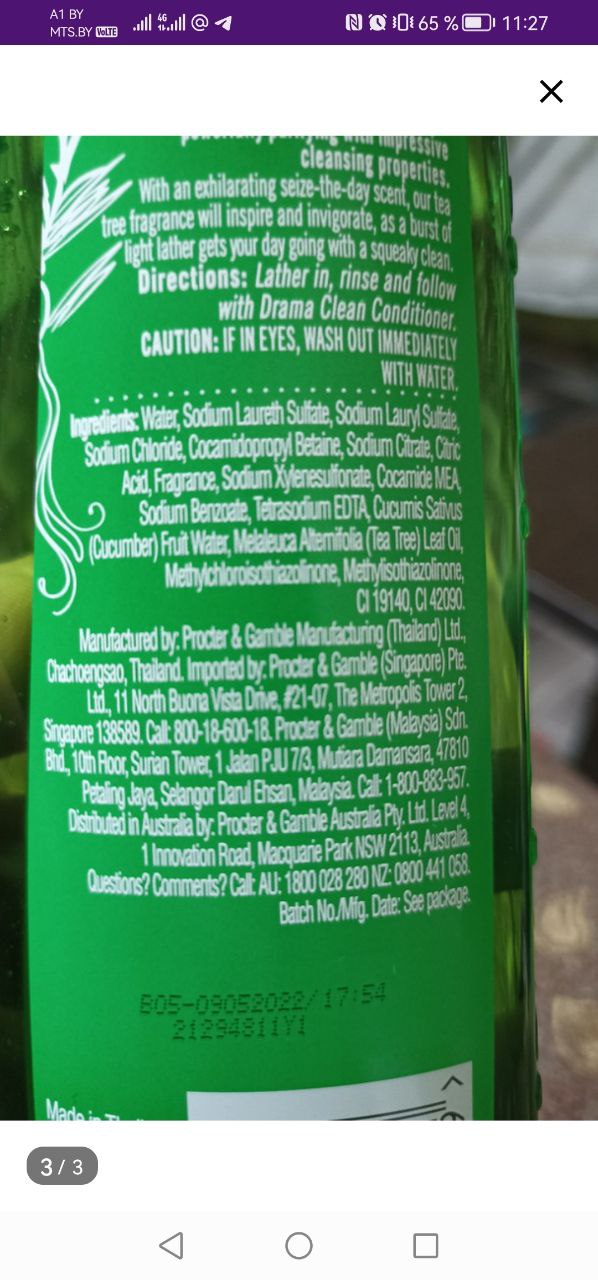 A1 BY
MTS.BY VoLTE
4G
65 %
11:27
cleansing properties.
With an exhilarating seize-the-day scent, our tea
tree fragrance will inspire and invigorate, as a burst of
light lather gets your day going with a squeaky clean.
Directions: Lather in, rinse and follow
with Drama Clean Conditioner.
CAUTION: IF IN EYES, WASH OUT IMMEDIATELY
WITH WATER.
Ingredients: Water, Sodium Laureth Sulfate, Sodium Lauryl Sulfate,
Sodium Chloride, Cocamidopropyl Betaine, Sodium Citrate, Citric
Acid, Fragrance, Sodium Xylenesulfonate, Cocamide MEA,
Sodium Benzoate, Tetrasodium EDTA, Cucumis Sativus
(Cucumber) Fruit Water, Melaleuca Alternifolia (Tea Tree) Leaf Oil,
Methylchloroisothiazolinone, Methylisothiazolinone,
CI 19140, CI 42090.
Manufactured by: Procter & Gamble Manufacturing (Thailand) Ltd.,
Chachoengsao, Thailand. Imported by: Procter & Gamble (Singapore) Pte.
Ltd., 11 North Buona Vista Drive, #21-07, The Metropolis Tower 2,
Singapore 138589. Call: 800-18-600-18. Procter & Gamble (Malaysia) Sdn.
Bhd., 10th Floor, Surian Tower, 1 Jalan PJU 7/3, Mutiara Damansara, 47810
Petaling Jaya, Selangor Darul Ehsan, Malaysia. Call: 1-800-883-957.
Distributed in Australia by: Procter & Gamble Australia Pty. Ltd. Level 4,
1 Innovation Road, Macquarie Park NSW 2113, Australia.
Questions? Comments? Call: AU: 1800 028 280 NZ: 0800 441 058.
Batch No./Mfg. Date: See package.
B05-09052022/17:54
21294811Y1
Made in
3 / 3